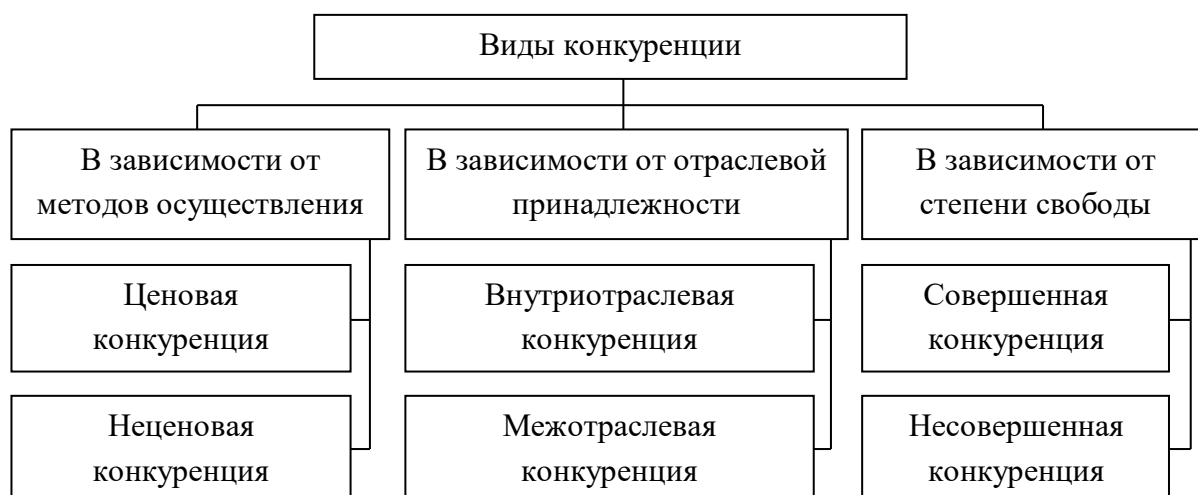 Виды конкуренции
В зависимости от
методов осуществления
В зависимости от отраслевой
принадлежности
В зависимости от
степени свободы
Ценовая
конкуренция
Внутриотраслевая
конкуренция
Совершенная
конкуренция
Неценовая
конкуренция
Межотраслевая
конкуренция
Несовершенная
конкуренция